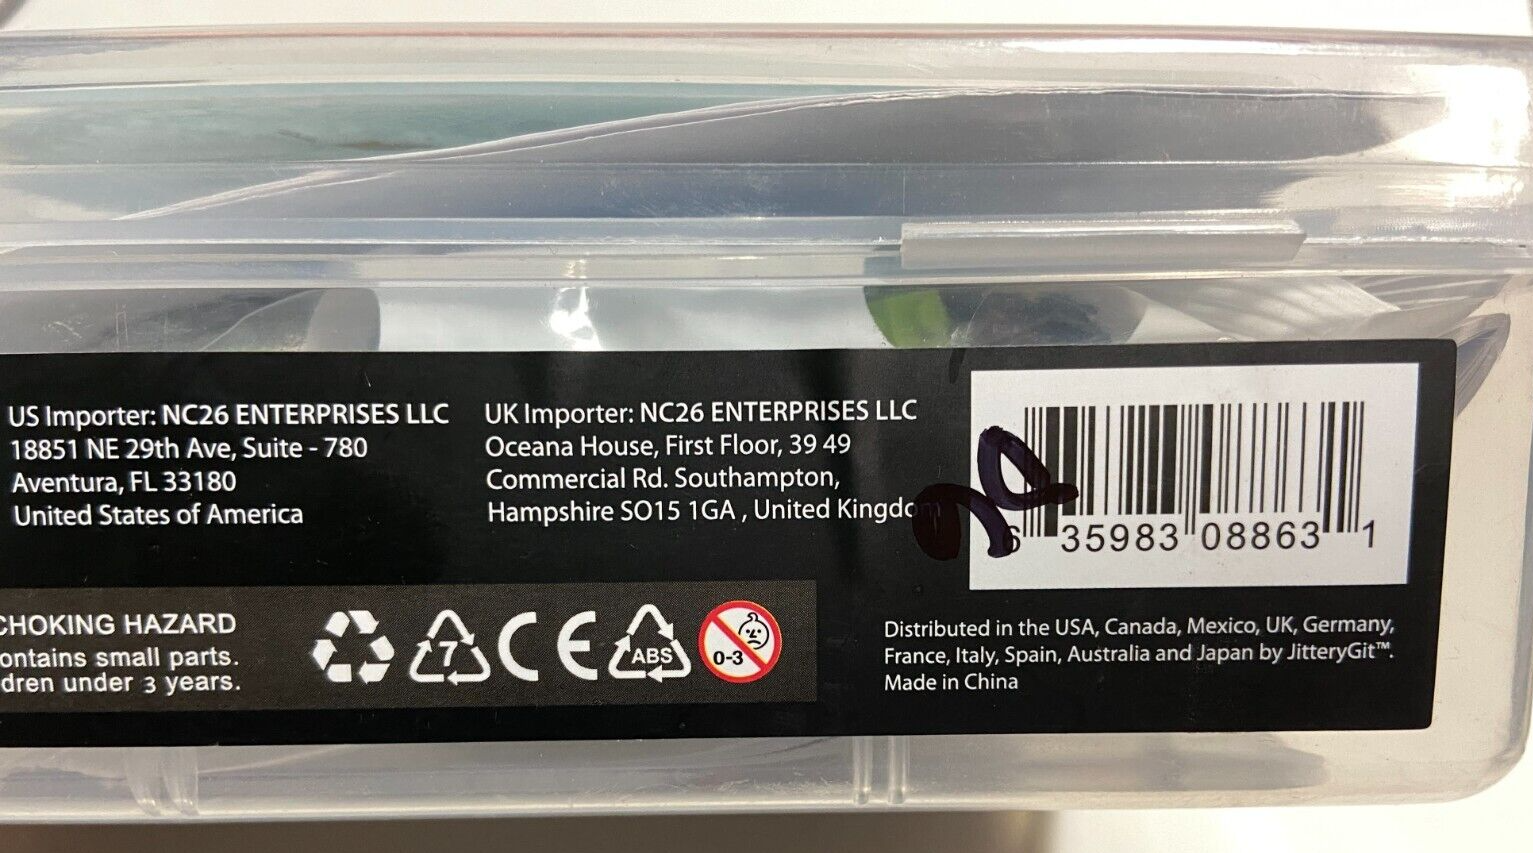 US Importer: NC26 ENTERPRISES LLC
18851 NE 29th Ave, Suite - 780
Aventura, FL 33180
United States of America
UK Importer: NC26 ENTERPRISES LLC
Oceana House, First Floor, 39 49
Commercial Rd. Southampton,
Hampshire SO15 1GA , United Kingdom
6 35983 08863 1
CHOKING HAZARD
ontains small parts.
dren under 3 years.
7
CE
ABS
0-3
Distributed in the USA, Canada, Mexico, UK, Germany,
France, Italy, Spain, Australia and Japan by JitteryGit™.
Made in China